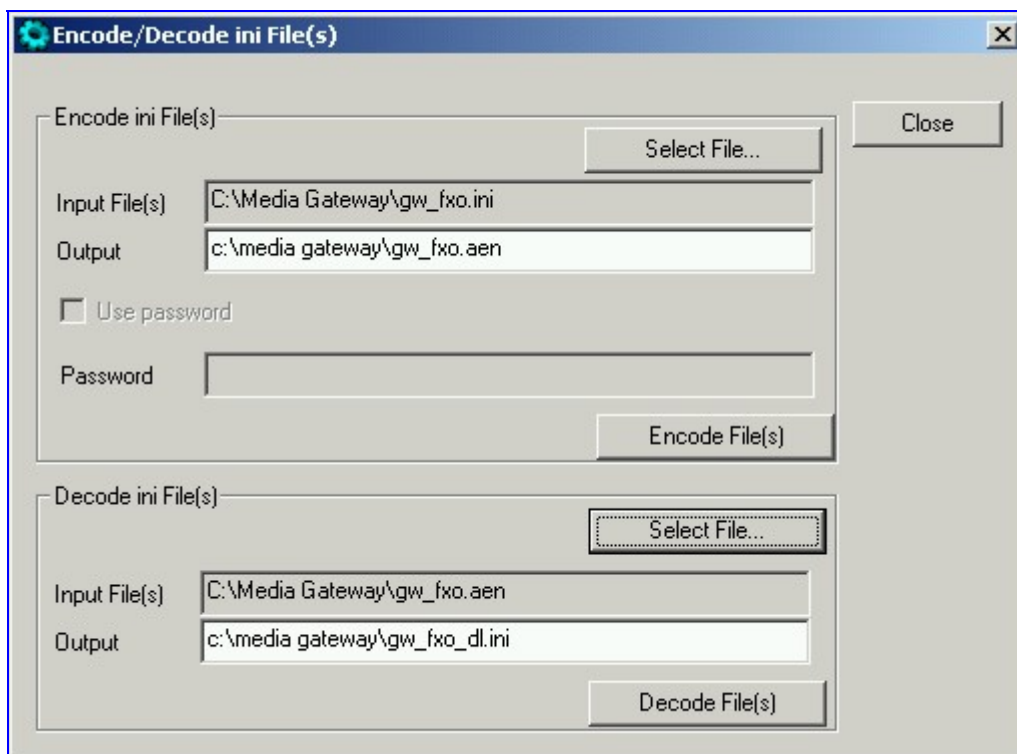 Encode/Decode ini File(s)
Encode ini File(s)
Close
Select File...
Input File(s) C:\Media Gateway\gw_fxo.ini
Output c:\media gateway\gw_fxo.aen
Use password
Password
Encode File(s)
Decode ini File(s)
Select File...
Input File(s) C:\Media Gateway\gw_fxo.aen
Output c:\media gateway\gw_fxo_dl.ini
Decode File(s)